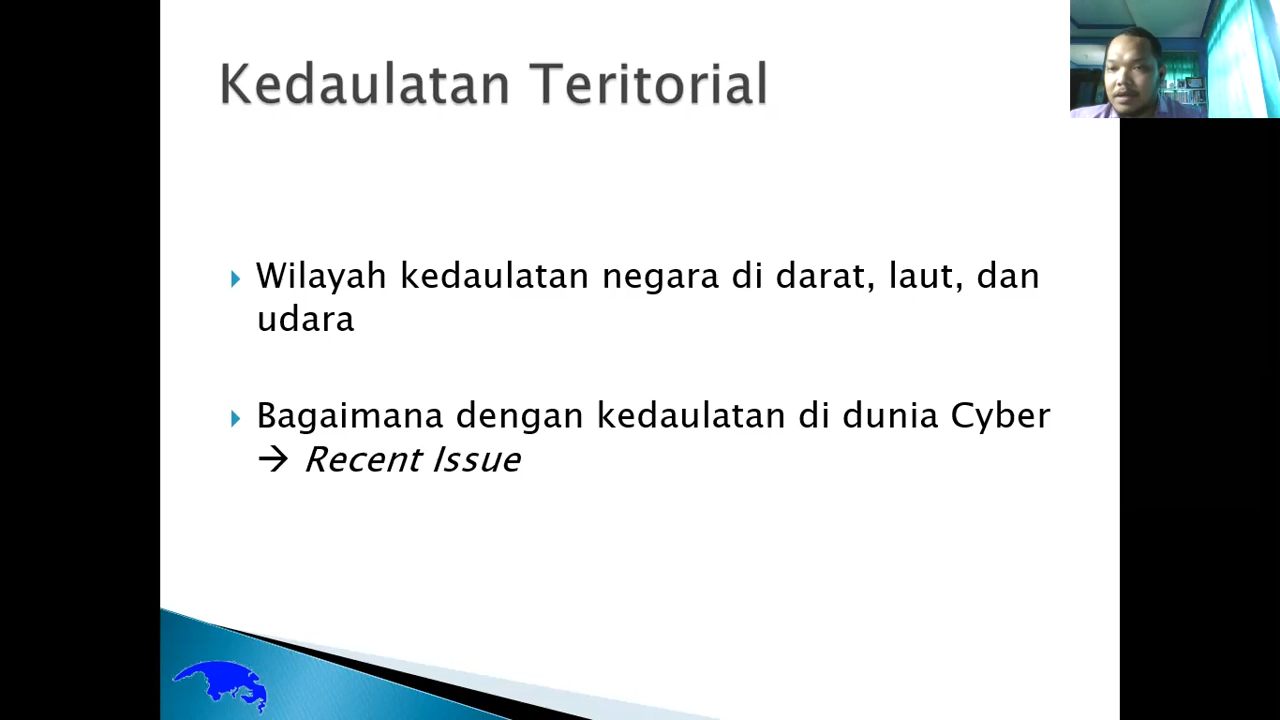 Kedaulatan Teritorial
Wilayah kedaulatan negara di darat, laut, dan
udara
Bagaimana dengan kedaulatan di dunia Cyber
→ Recent Issue